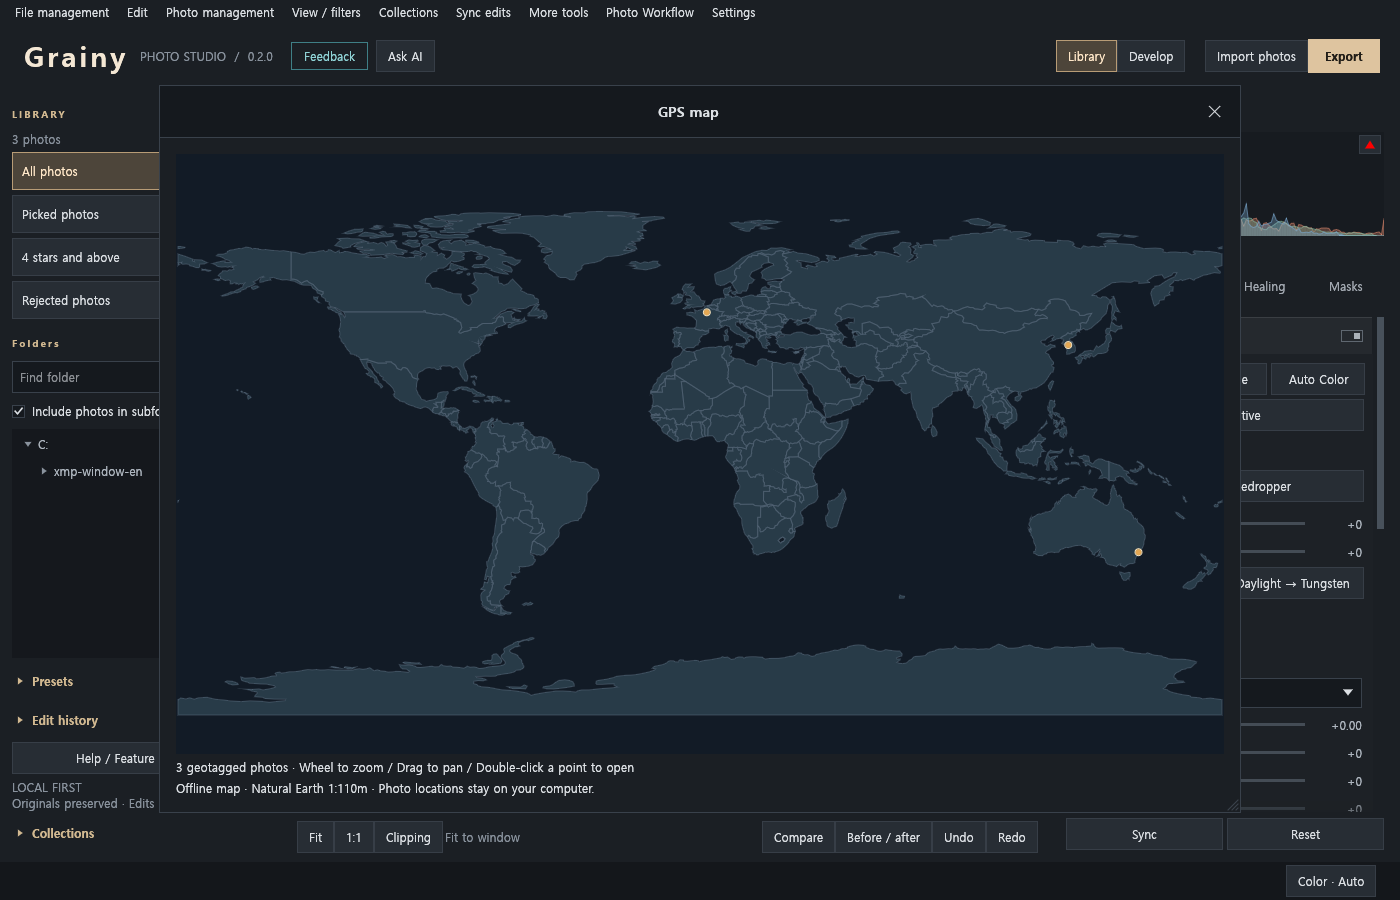 File management Edit Photo management View / filters Collections Sync edits More tools Photo Workflow Settings
Grainy PHOTO STUDIO / 0.2.0 Feedback Ask AI Library Develop Import photos Export
GPS map
LIBRARY
3 photos
All photos
Picked photos
4 stars and above
Rejected photos
Healing Masks
Folders
Find folder
Auto Color
Include photos in subfo
C:
xmp-window-en
edropper
+0
+0
Daylight → Tungsten
Presets
Edit history
+0.00
+0
+0
+0
Help / Feature
3 geotagged photos · Wheel to zoom / Drag to pan / Double-click a point to open
Offline map · Natural Earth 1:110m · Photo locations stay on your computer.
LOCAL FIRST
Originals preserved · Edits
Collections
Fit 1:1 Clipping Fit to window Compare Before / after Undo Redo Sync Reset
Color · Auto